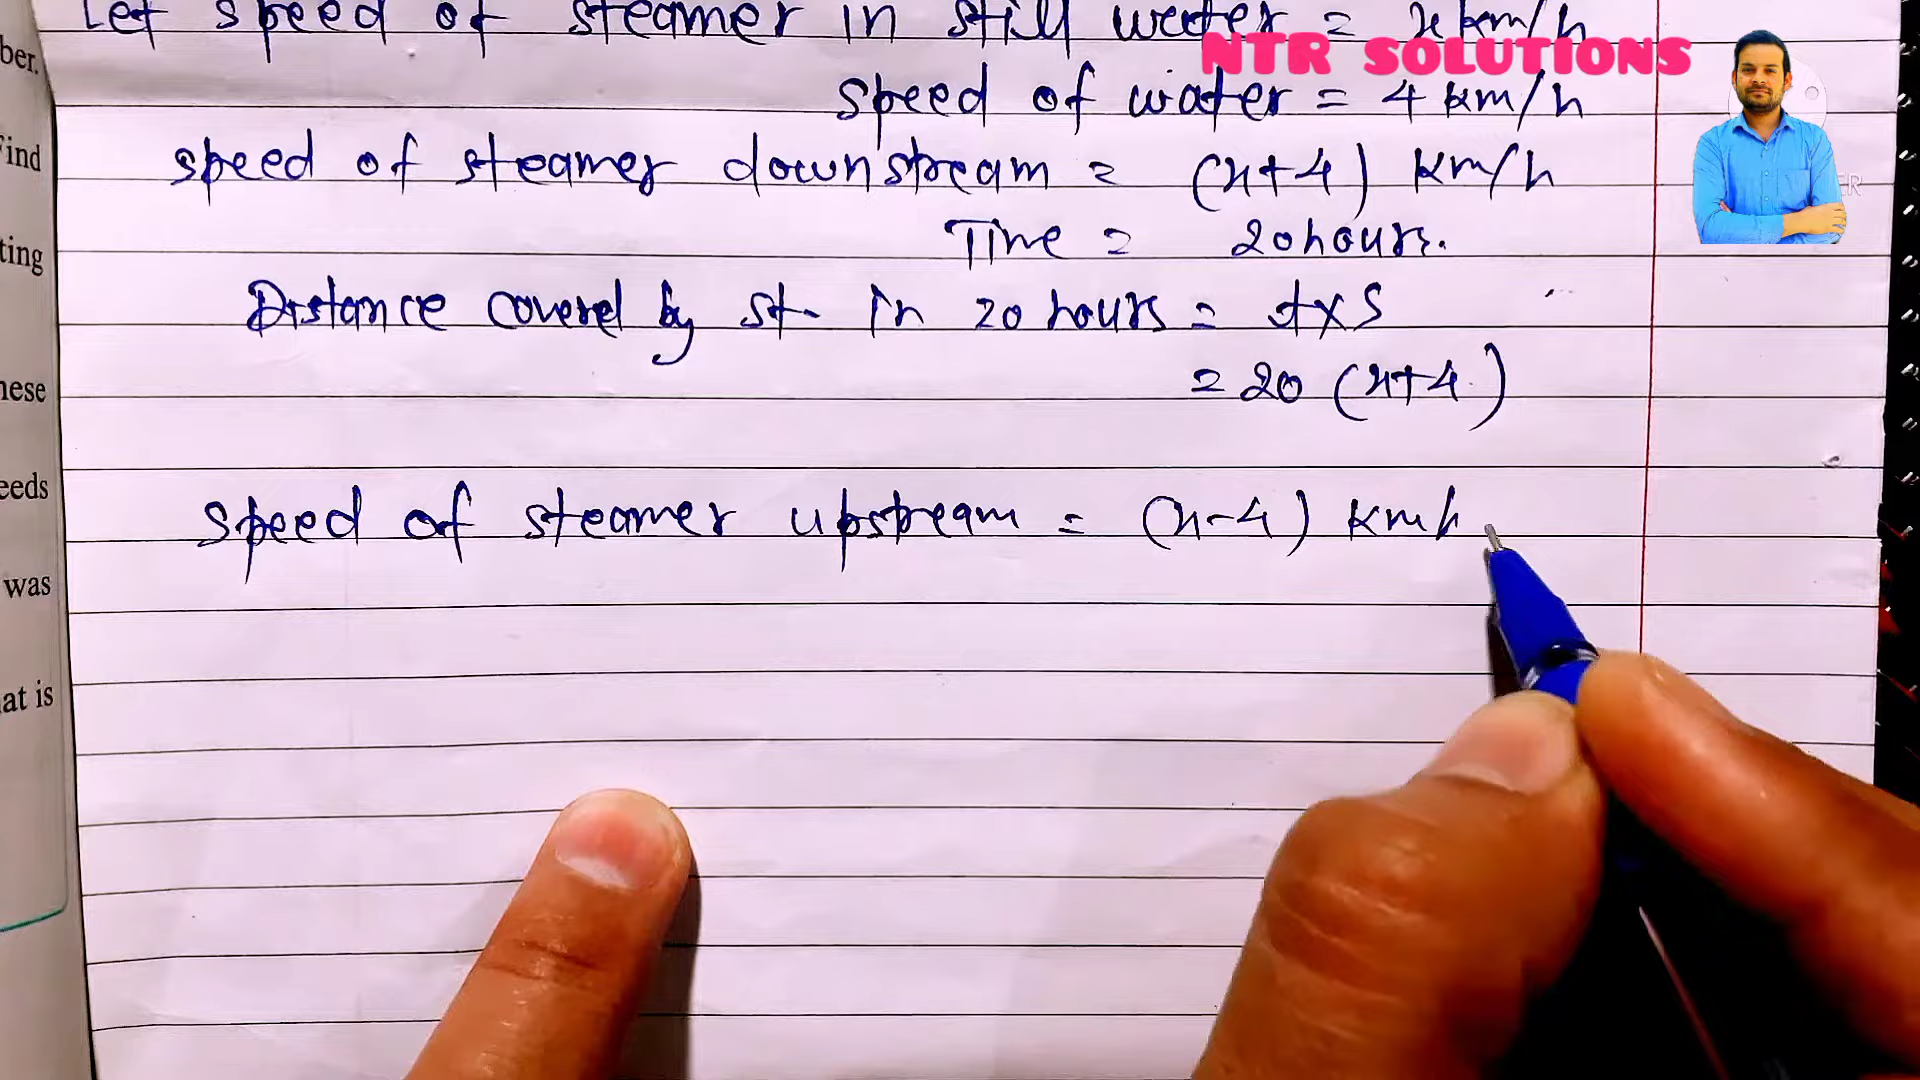 Let speed of steamer in still water = x km/h
NTR SOLUTIONS
speed of water = 4 km/h
speed of steamer downstream = (x+4) km/h
Time = 20 hours.
Distance covered by st. in 20 hours = t×s
= 20 (x+4)
speed of steamer upstream = (x-4) km/h
ber.
Find
ting
hese
eeds
was
at is